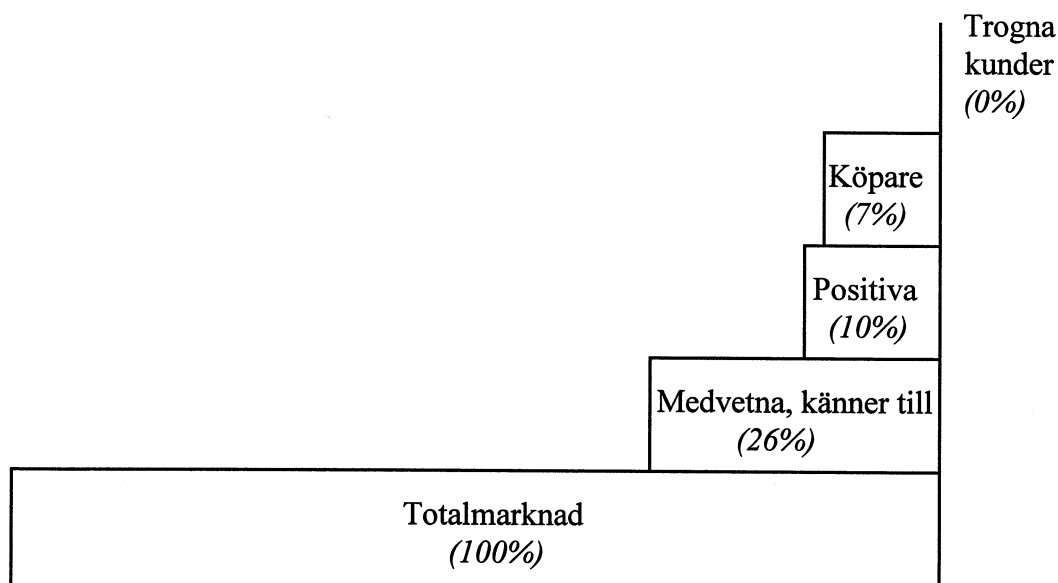 Trogna
kunder
(0%)
Köpare
(7%)
Positiva
(10%)
Medvetna, känner till
(26%)
Totalmarknad
(100%)